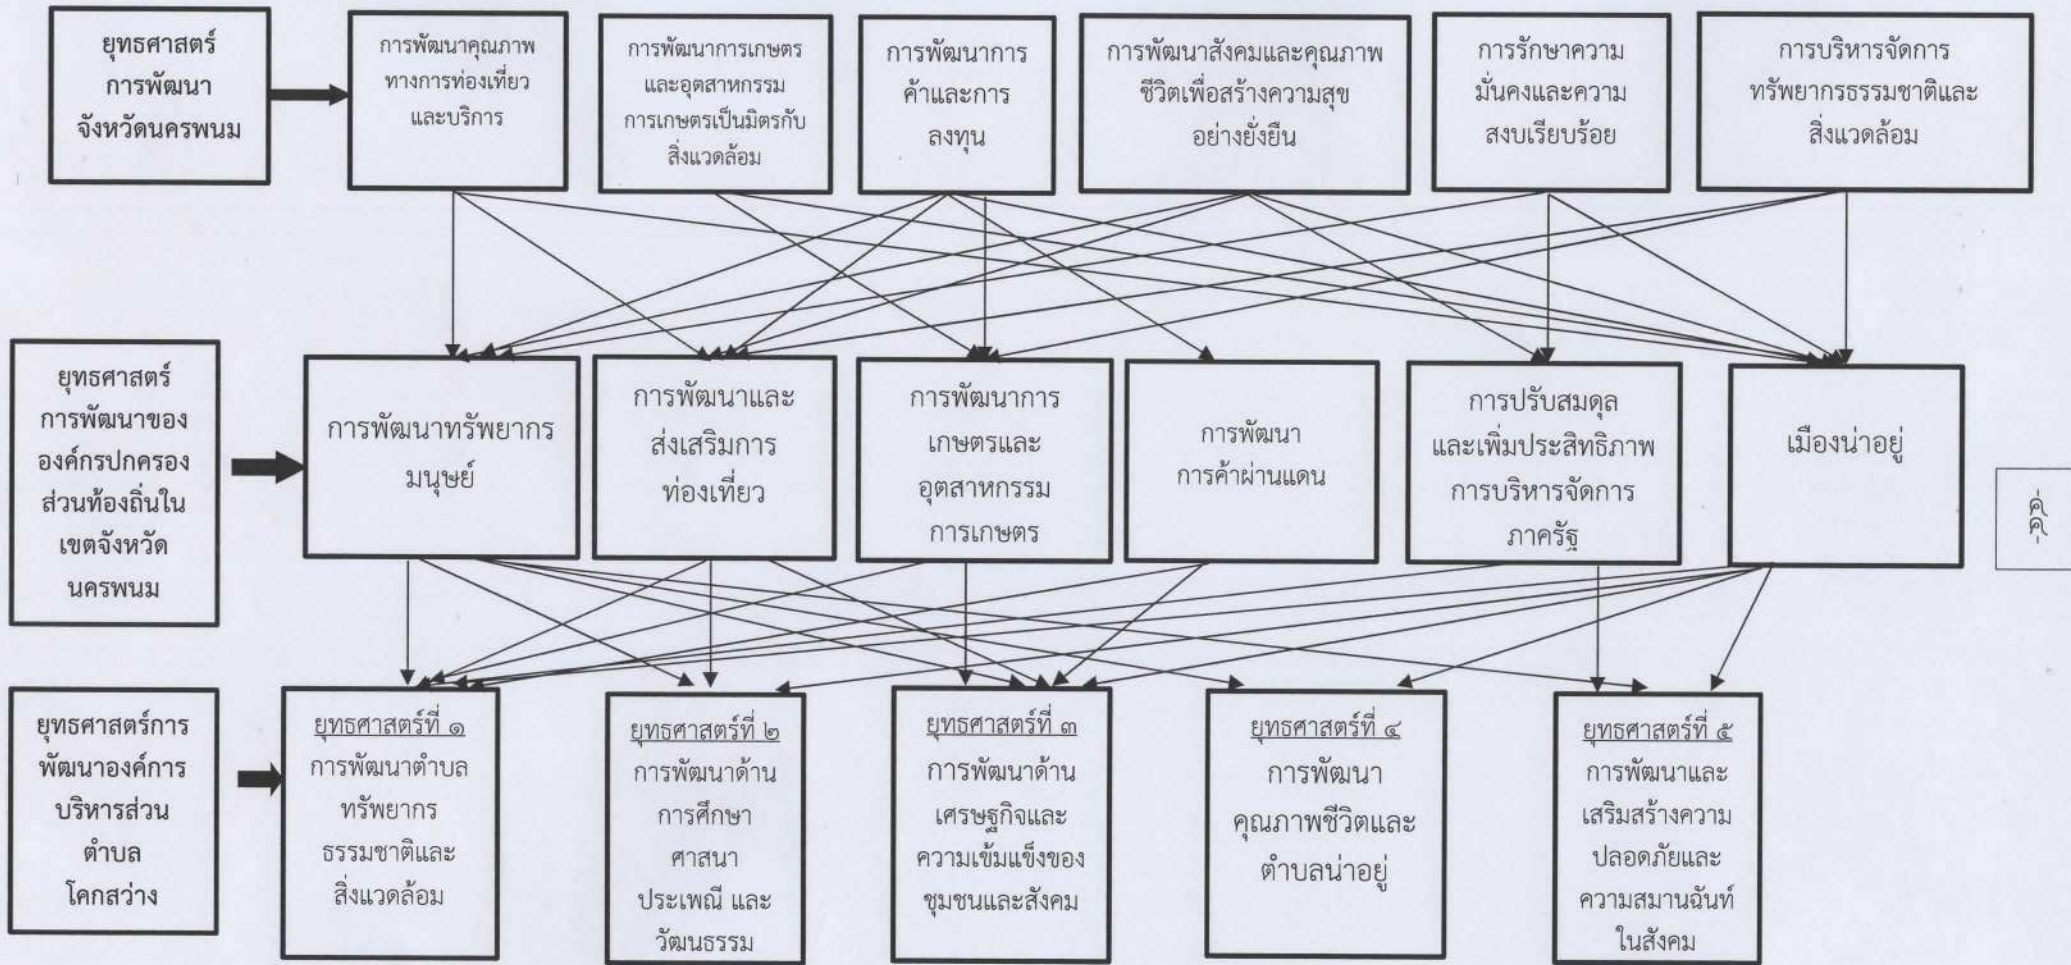 ยุทธศาสตร์
การพัฒนา
จังหวัดนครพนม
การพัฒนาคุณภาพ
ทางการท่องเที่ยว
และบริการ
การพัฒนาการเกษตร
และอุตสาหกรรม
การเกษตรเป็นมิตรกับ
สิ่งแวดล้อม
การพัฒนาการ
ค้าและการ
ลงทุน
การพัฒนาสังคมและคุณภาพ
ชีวิตเพื่อสร้างความสุข
อย่างยั่งยืน
การรักษาความ
มั่นคงและความ
สงบเรียบร้อย
การบริหารจัดการ
ทรัพยากรธรรมชาติและ
สิ่งแวดล้อม
ยุทธศาสตร์
การพัฒนาของ
องค์กรปกครอง
ส่วนท้องถิ่นใน
เขตจังหวัด
นครพนม
การพัฒนาทรัพยากร
มนุษย์
การพัฒนาและ
ส่งเสริมการ
ท่องเที่ยว
การพัฒนาการ
เกษตรและ
อุตสาหกรรม
การเกษตร
การพัฒนา
การค้าผ่านแดน
การปรับสมดุล
และเพิ่มประสิทธิภาพ
การบริหารจัดการ
ภาครัฐ
เมืองน่าอยู่
ยุทธศาสตร์การ
พัฒนาองค์การ
บริหารส่วน
ตำบล
โคกสว่าง
ยุทธศาสตร์ที่ ๑
การพัฒนาตำบล
ทรัพยากร
ธรรมชาติและ
สิ่งแวดล้อม
ยุทธศาสตร์ที่ ๒
การพัฒนาด้าน
การศึกษา
ศาสนา
ประเพณี และ
วัฒนธรรม
ยุทธศาสตร์ที่ ๓
การพัฒนาด้าน
เศรษฐกิจและ
ความเข้มแข็งของ
ชุมชนและสังคม
ยุทธศาสตร์ที่ ๔
การพัฒนา
คุณภาพชีวิตและ
ตำบลน่าอยู่
ยุทธศาสตร์ที่ ๕
การพัฒนาและ
เสริมสร้างความ
ปลอดภัยและ
ความสมานฉันท์
ในสังคม